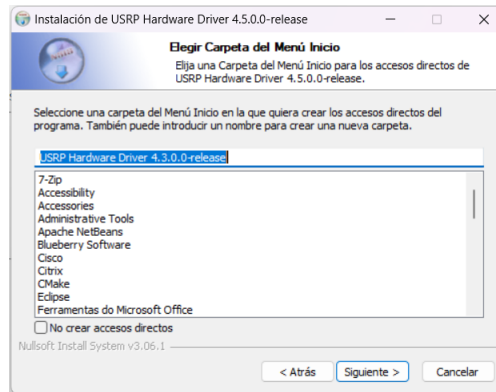 Instalación de USRP Hardware Driver 4.5.0.0-release
Elegir Carpeta del Menú Inicio
Elija una Carpeta del Menú Inicio para los accesos directos de
USRP Hardware Driver 4.5.0.0-release.
Seleccione una carpeta del Menú Inicio en la que quiera crear los accesos directos del
programa. También puede introducir un nombre para crear una nueva carpeta.
USRP Hardware Driver 4.3.0.0-release
7-Zip
Accessibility
Accessories
Administrative Tools
Apache NetBeans
Blueberry Software
Cisco
Citrix
CMake
Eclipse
Ferramentas do Microsoft Office
No crear accesos directos
Nullsoft Install System v3.06.1
< Atrás
Siguiente >
Cancelar